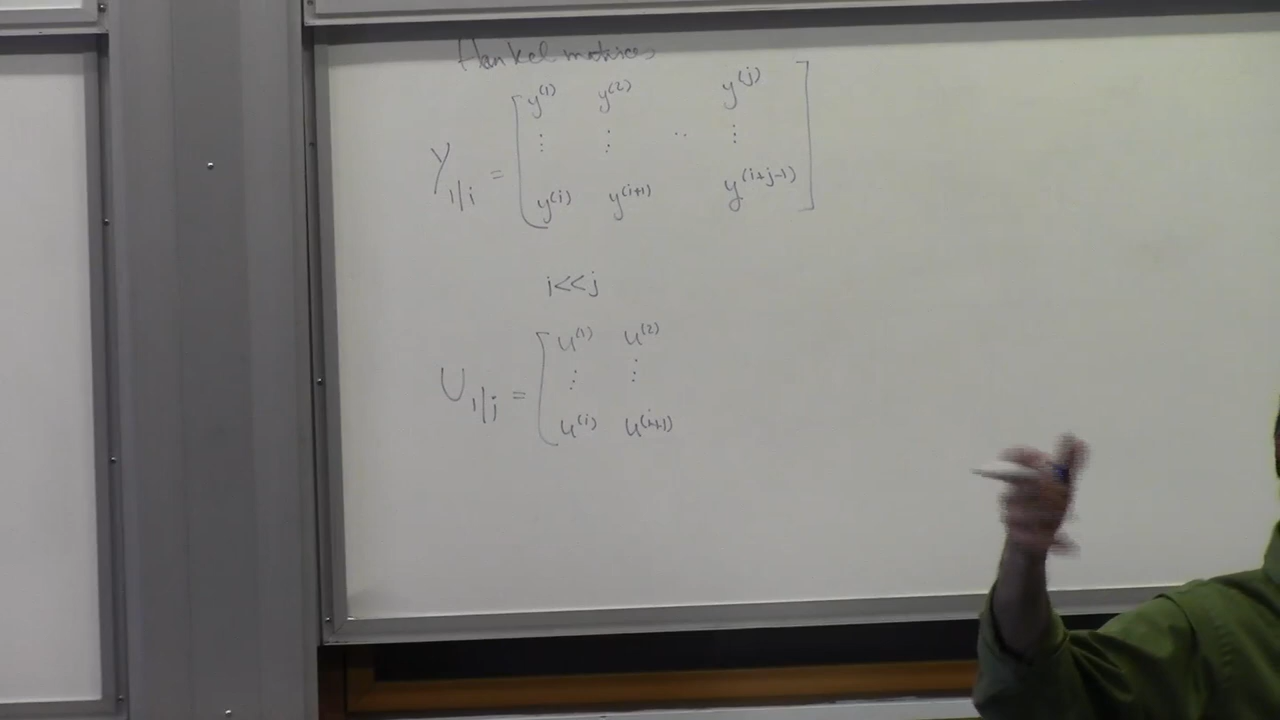 Hankel matrices
y(1) y(2) y(j)
⋮ ⋮ .. ⋮
Y1/i =
y(i) y(i+1) y(i+j-1)
i<<j
u(1) u(2)
⋮ ⋮
U1/j =
u(i) u(i+1)